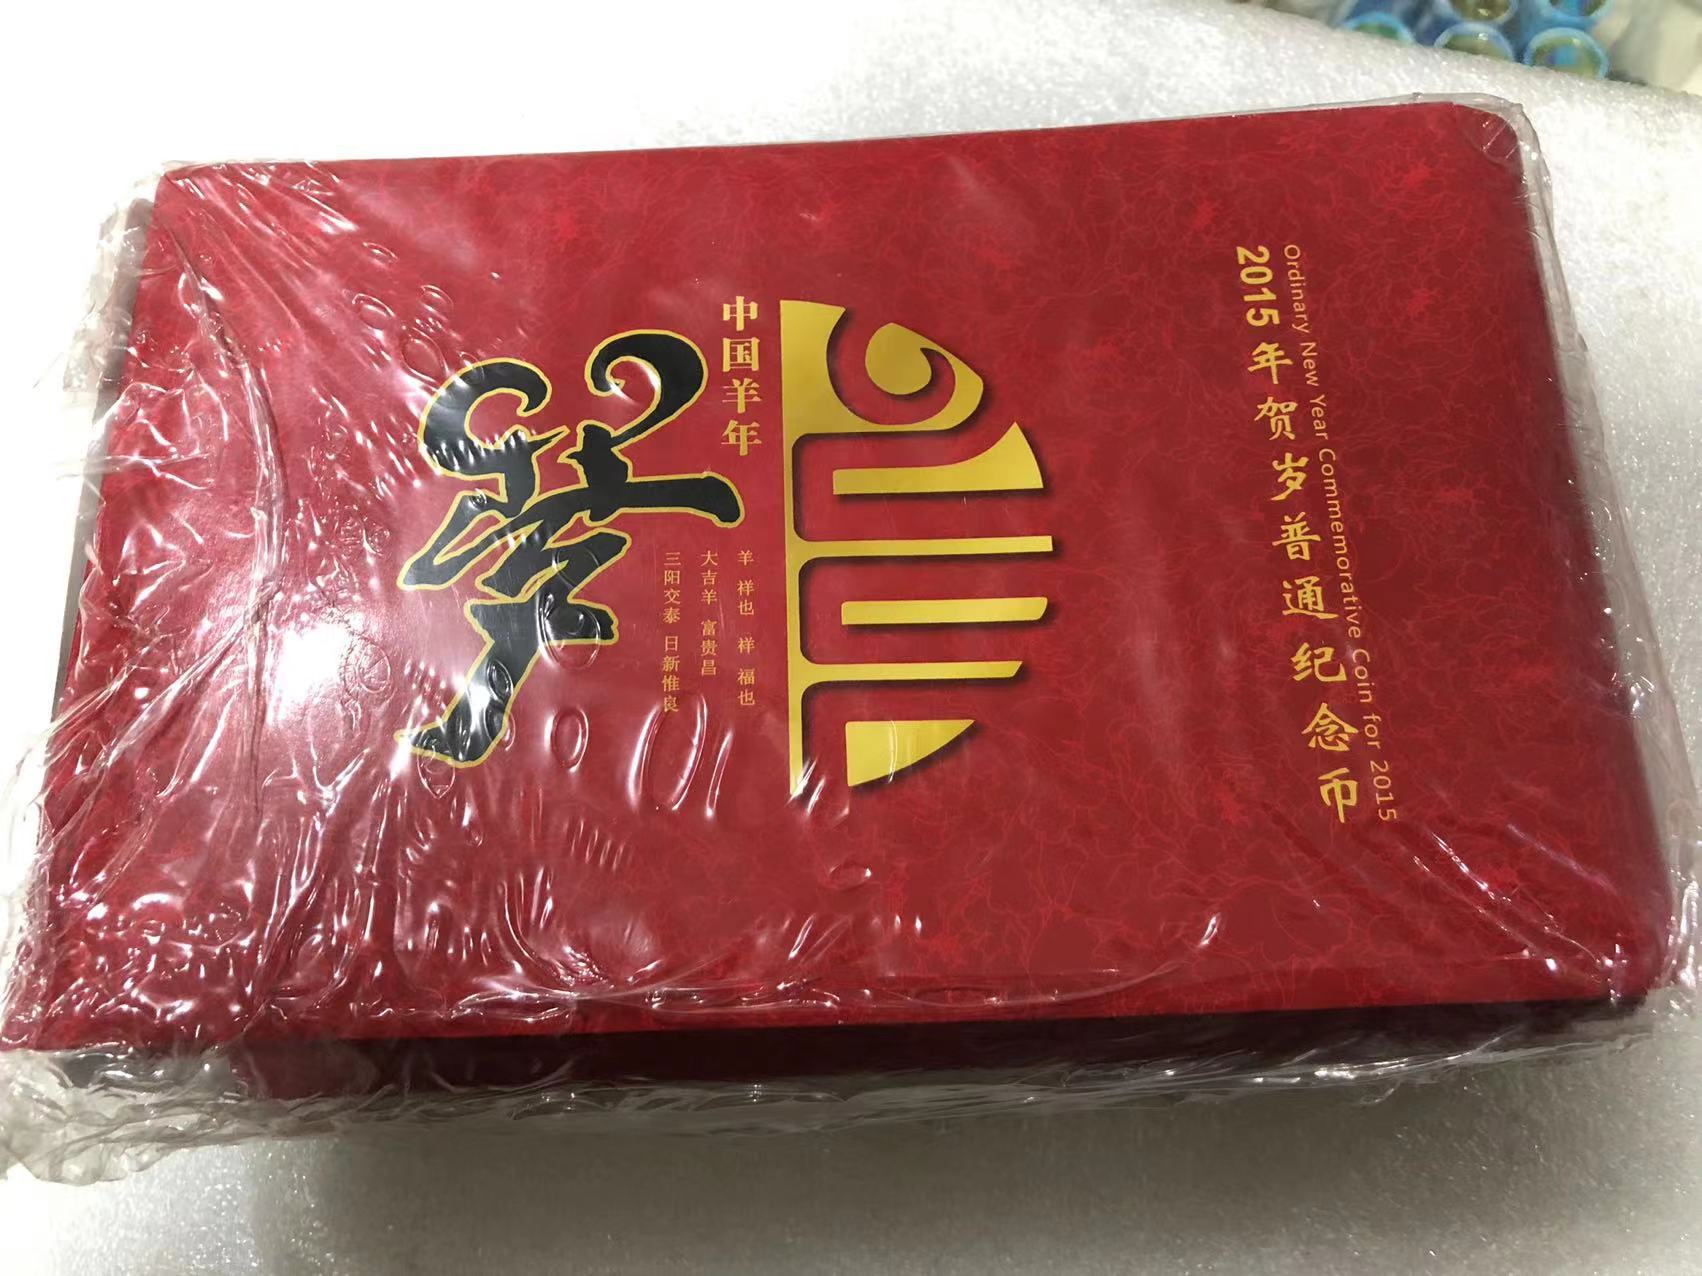 Ordinary New Year Commemorative Coin for 2015
2015年贺岁普通纪念币
中国羊年
羊
羊 祥也 祥 福也
大吉羊 富贵昌
三阳交泰 日新惟良